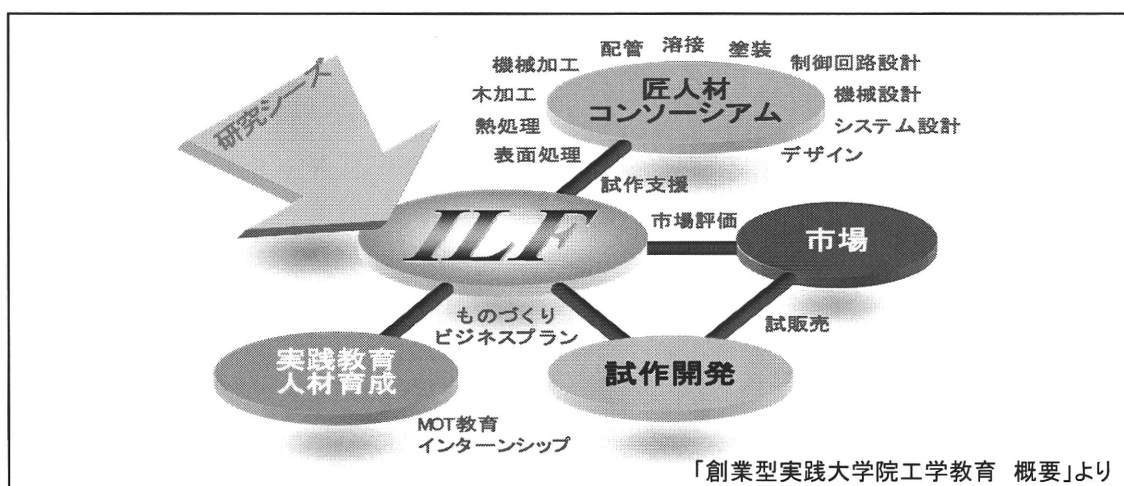 研究シーズ
配管
溶接
塗装
機械加工
制御回路設計
木加工
機械設計
熱処理
システム設計
表面処理
デザイン
匠人材
コンソーシアム
試作支援
ILF
市場評価
市場
ものづくり
ビジネスプラン
試販売
実践教育
人材育成
試作開発
MOT教育
インターンシップ
「創業型実践大学院工学教育 概要」より